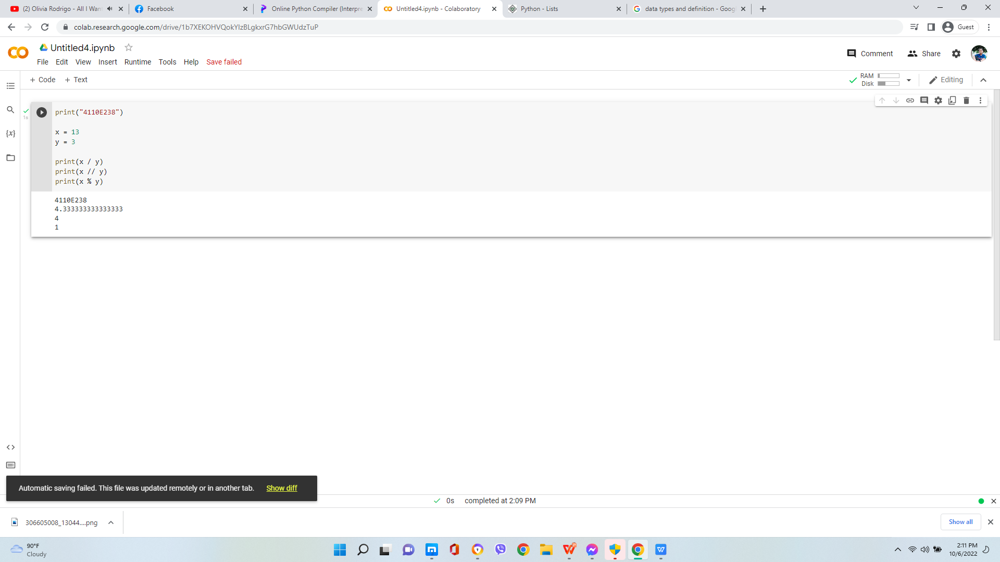 (2) Olivia Rodrigo - All I Wan
Facebook
Online Python Compiler (Interpre
Untitled4.ipynb - Colaboratory
Python - Lists
data types and definition - Goog
colab.research.google.com/drive/1b7XEKOHVQokYIzBLgkxrG7hbGWUdzTuP
Guest
Untitled4.ipynb
Comment
Share
File Edit View Insert Runtime Tools Help Save failed
+ Code + Text
RAM
Disk
Editing
1s
{x}
print("4110E238")
x = 13
y = 3
print(x / y)
print(x // y)
print(x % y)
4110E238
4.333333333333333
4
1
Automatic saving failed. This file was updated remotely or in another tab. Show diff
0s completed at 2:09 PM
306605008_13044....png
Show all
90°F
Cloudy
2:11 PM
10/6/2022